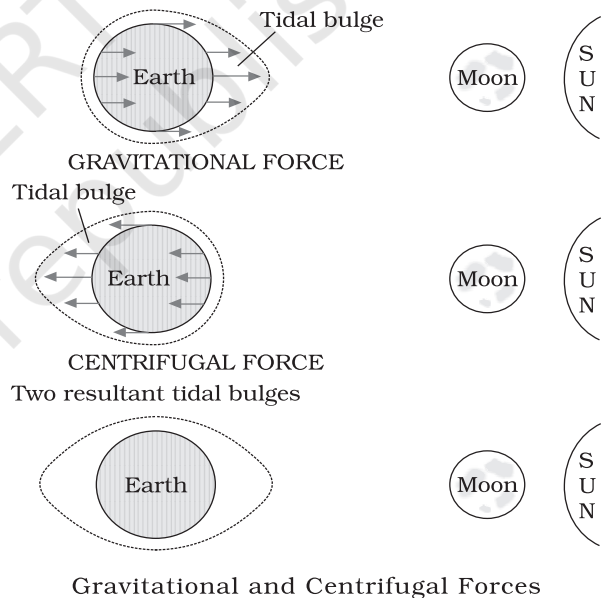 Tidal bulge
Earth
Moon
S
U
N
GRAVITATIONAL FORCE
Tidal bulge
Earth
Moon
S
U
N
CENTRIFUGAL FORCE
Two resultant tidal bulges
Earth
Moon
S
U
N
Gravitational and Centrifugal Forces